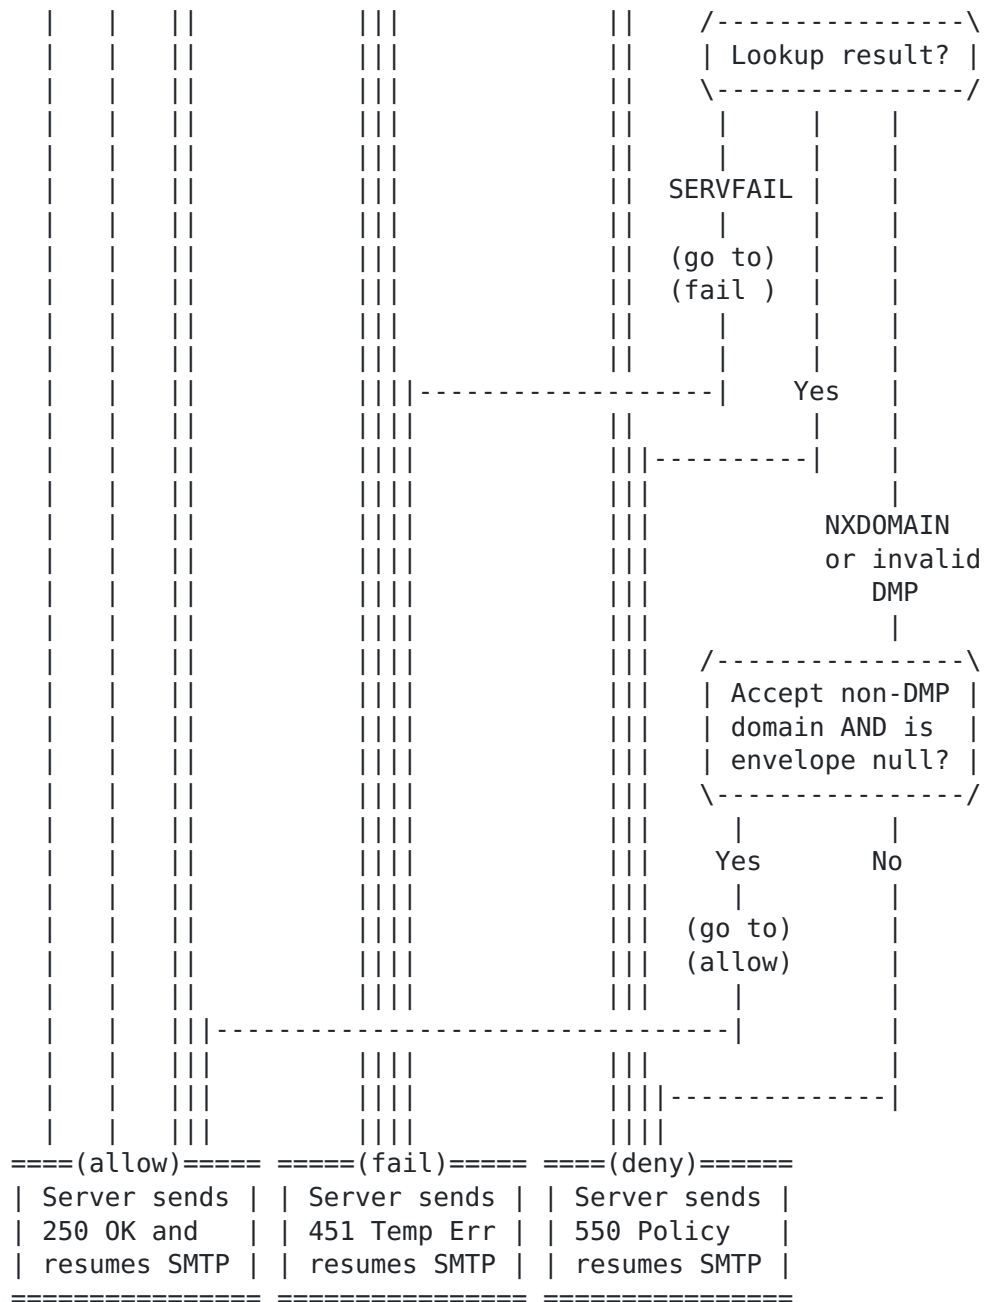 Lookup result?
SERVFAIL
(go to)
(fail )
Yes
NXDOMAIN
or invalid
DMP
Accept non-DMP
domain AND is
envelope null?
Yes No
(go to)
(allow)
====(allow)===== =====(fail)===== ====(deny)======
| Server sends | | Server sends | | Server sends |
| 250 OK and | | 451 Temp Err | | 550 Policy |
| resumes SMTP | | resumes SMTP | | resumes SMTP |
================ ================ ================